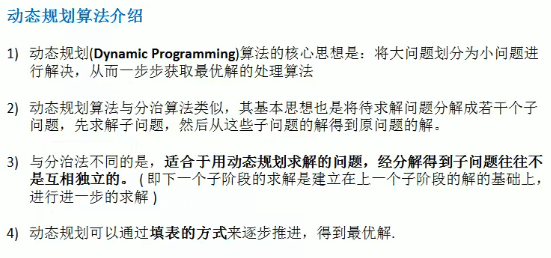 动态规划算法介绍
1) 动态规划(Dynamic Programming)算法的核心思想是：将大问题划分为小问题进
行解决，从而一步步获取最优解的处理算法
2) 动态规划算法与分治算法类似，其基本思想也是将待求解问题分解成若干个子
问题，先求解子问题，然后从这些子问题的解得到原问题的解。
3) 与分治法不同的是，适合于用动态规划求解的问题，经分解得到子问题往往不
是互相独立的。 ( 即下一个子阶段的求解是建立在上一个子阶段的解的基础上，
进行进一步的求解 )
4) 动态规划可以通过填表的方式来逐步推进，得到最优解.